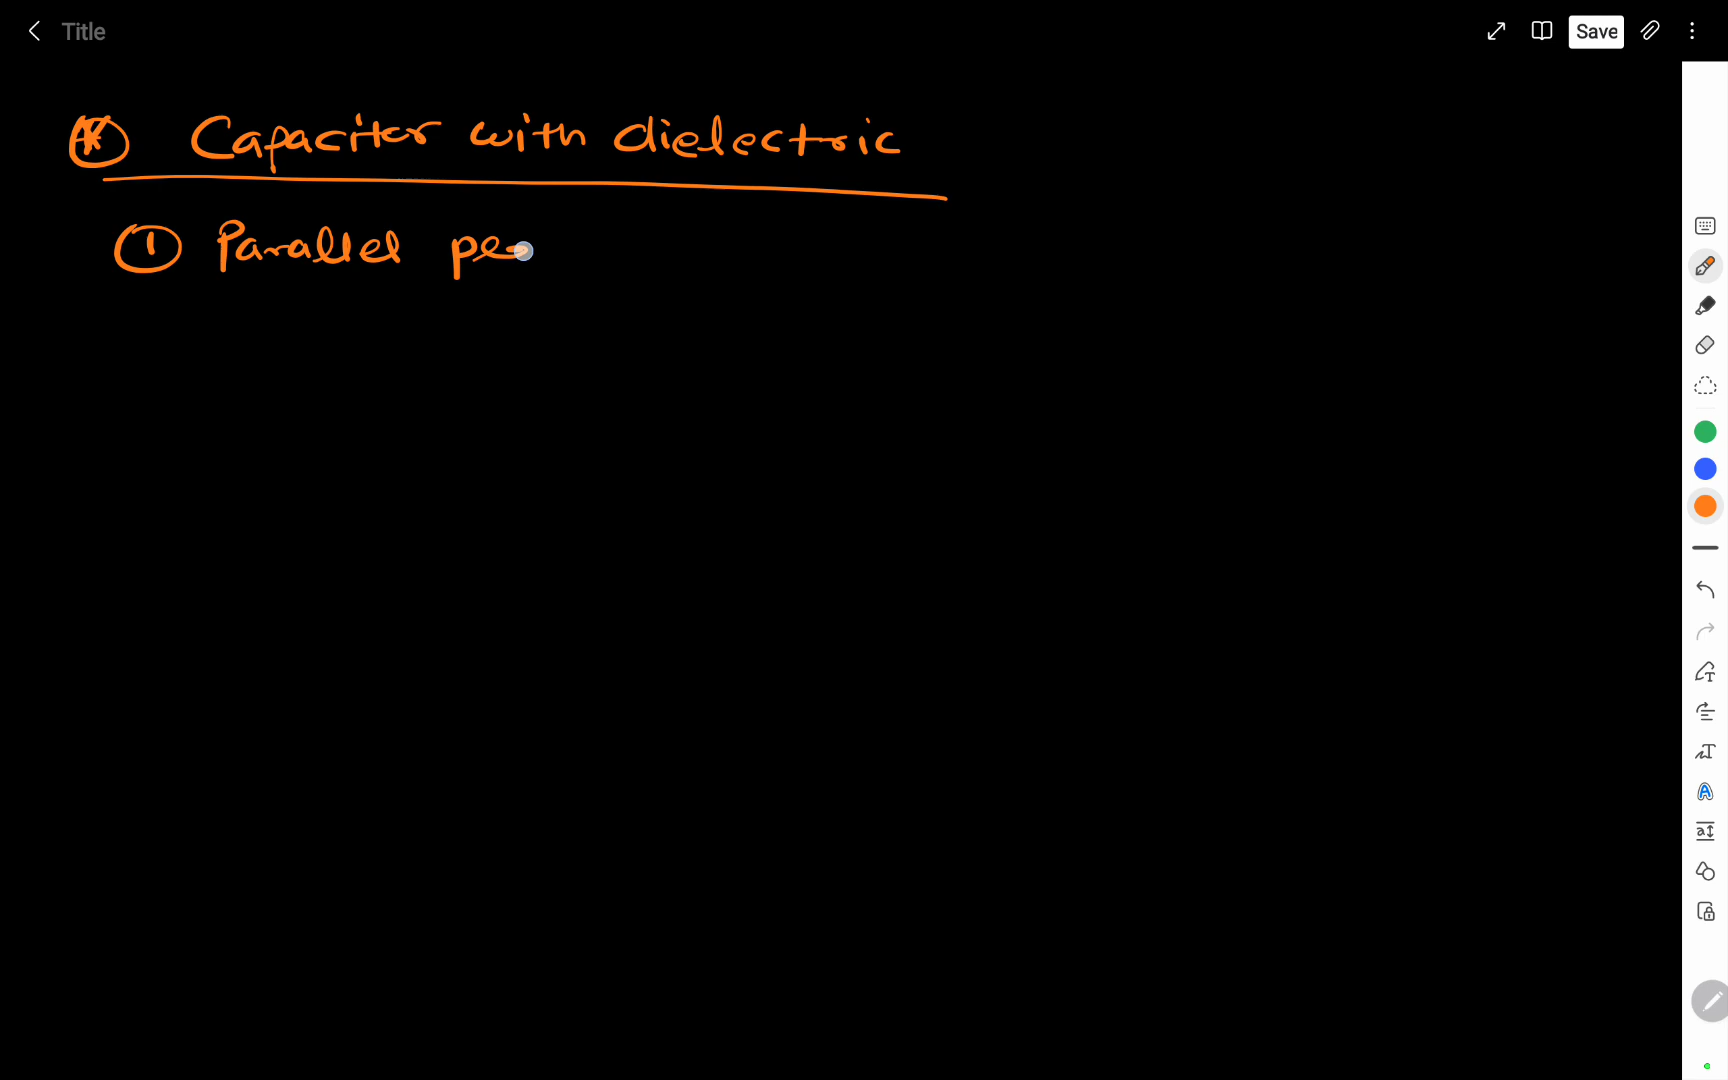 Title
Save
Capacitor with dielectric
① Parallel